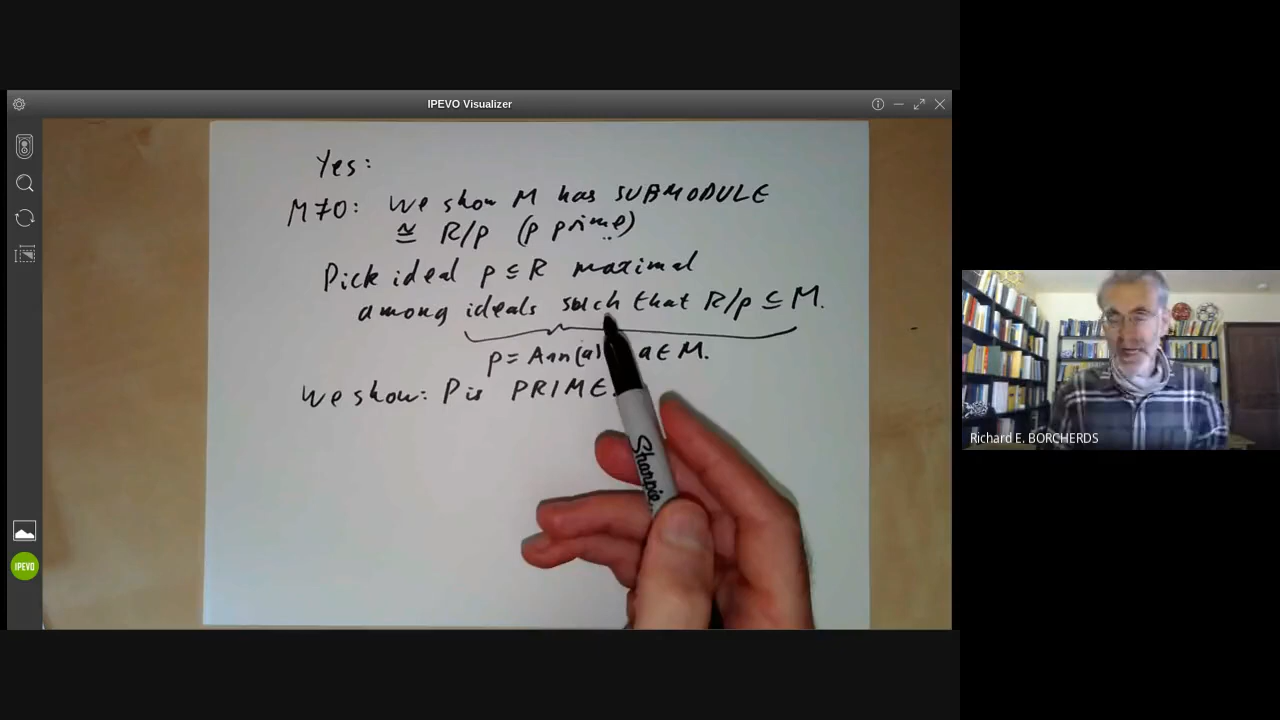 IPEVO Visualizer
Yes:
M≠0: We show M has SUBMODULE
≅ R/p (p prime)
Pick ideal p ⊆ R maximal
among ideals such that R/p ⊆ M.
p = Ann(a) a ∈ M.
We show: P is PRIME.
Sharpie
IPEVO
Richard E. BORCHERDS